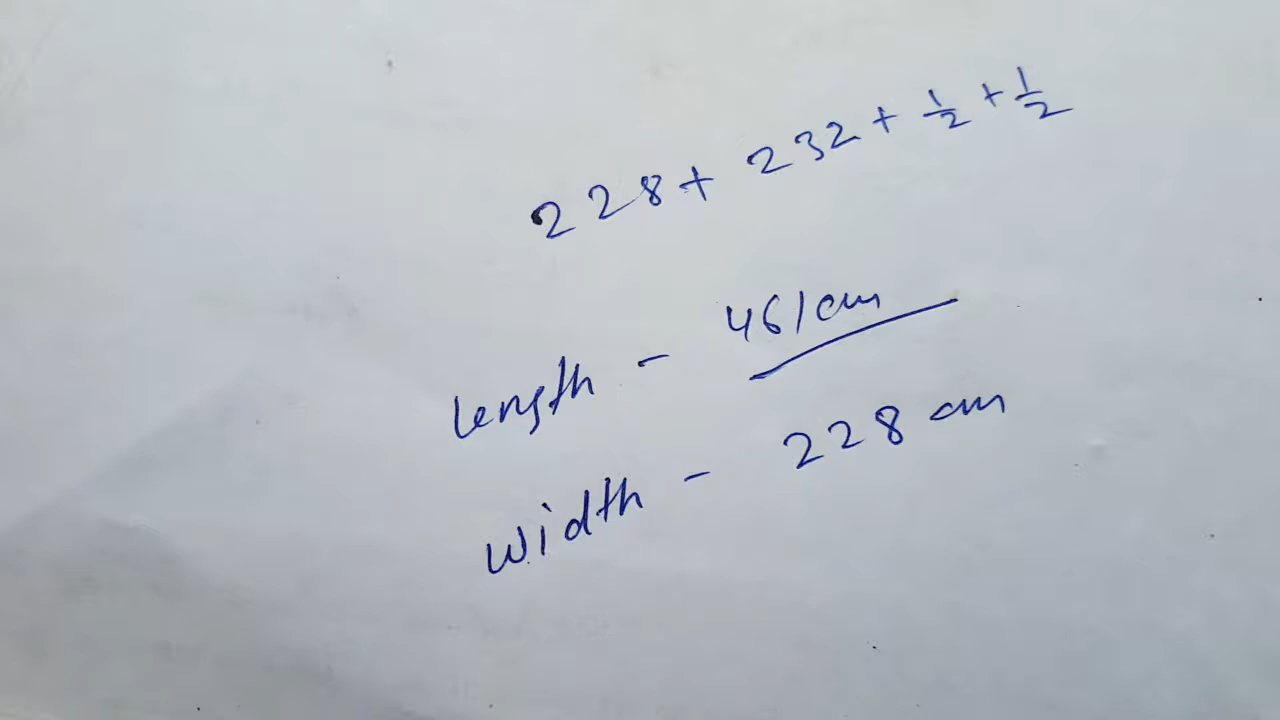 228 + 232 + 1/2 + 1/2
length - 461 cm
width - 228 cm